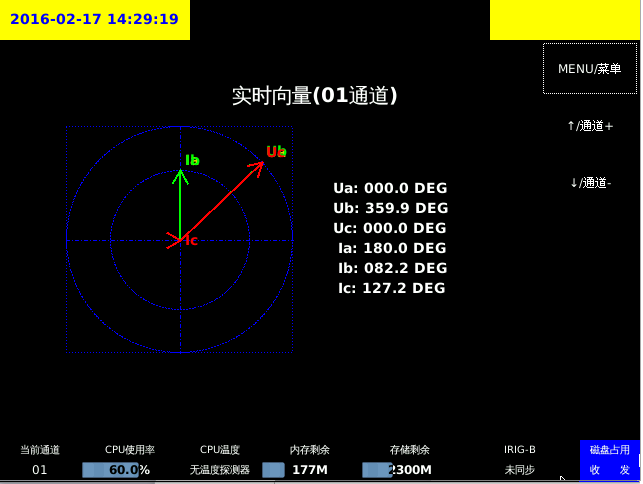 2016-02-17 14:29:19
MENU/菜单
实时向量(01通道)
↑/通道+
↓/通道-
Ib
Ub
Ic
Ua: 000.0 DEG
Ub: 359.9 DEG
Uc: 000.0 DEG
Ia: 180.0 DEG
Ib: 082.2 DEG
Ic: 127.2 DEG
当前通道 CPU使用率 CPU温度 内存剩余 存储剩余 IRIG-B 磁盘占用
01 60.0% 无温度探测器 177M 2300M 未同步 收 发